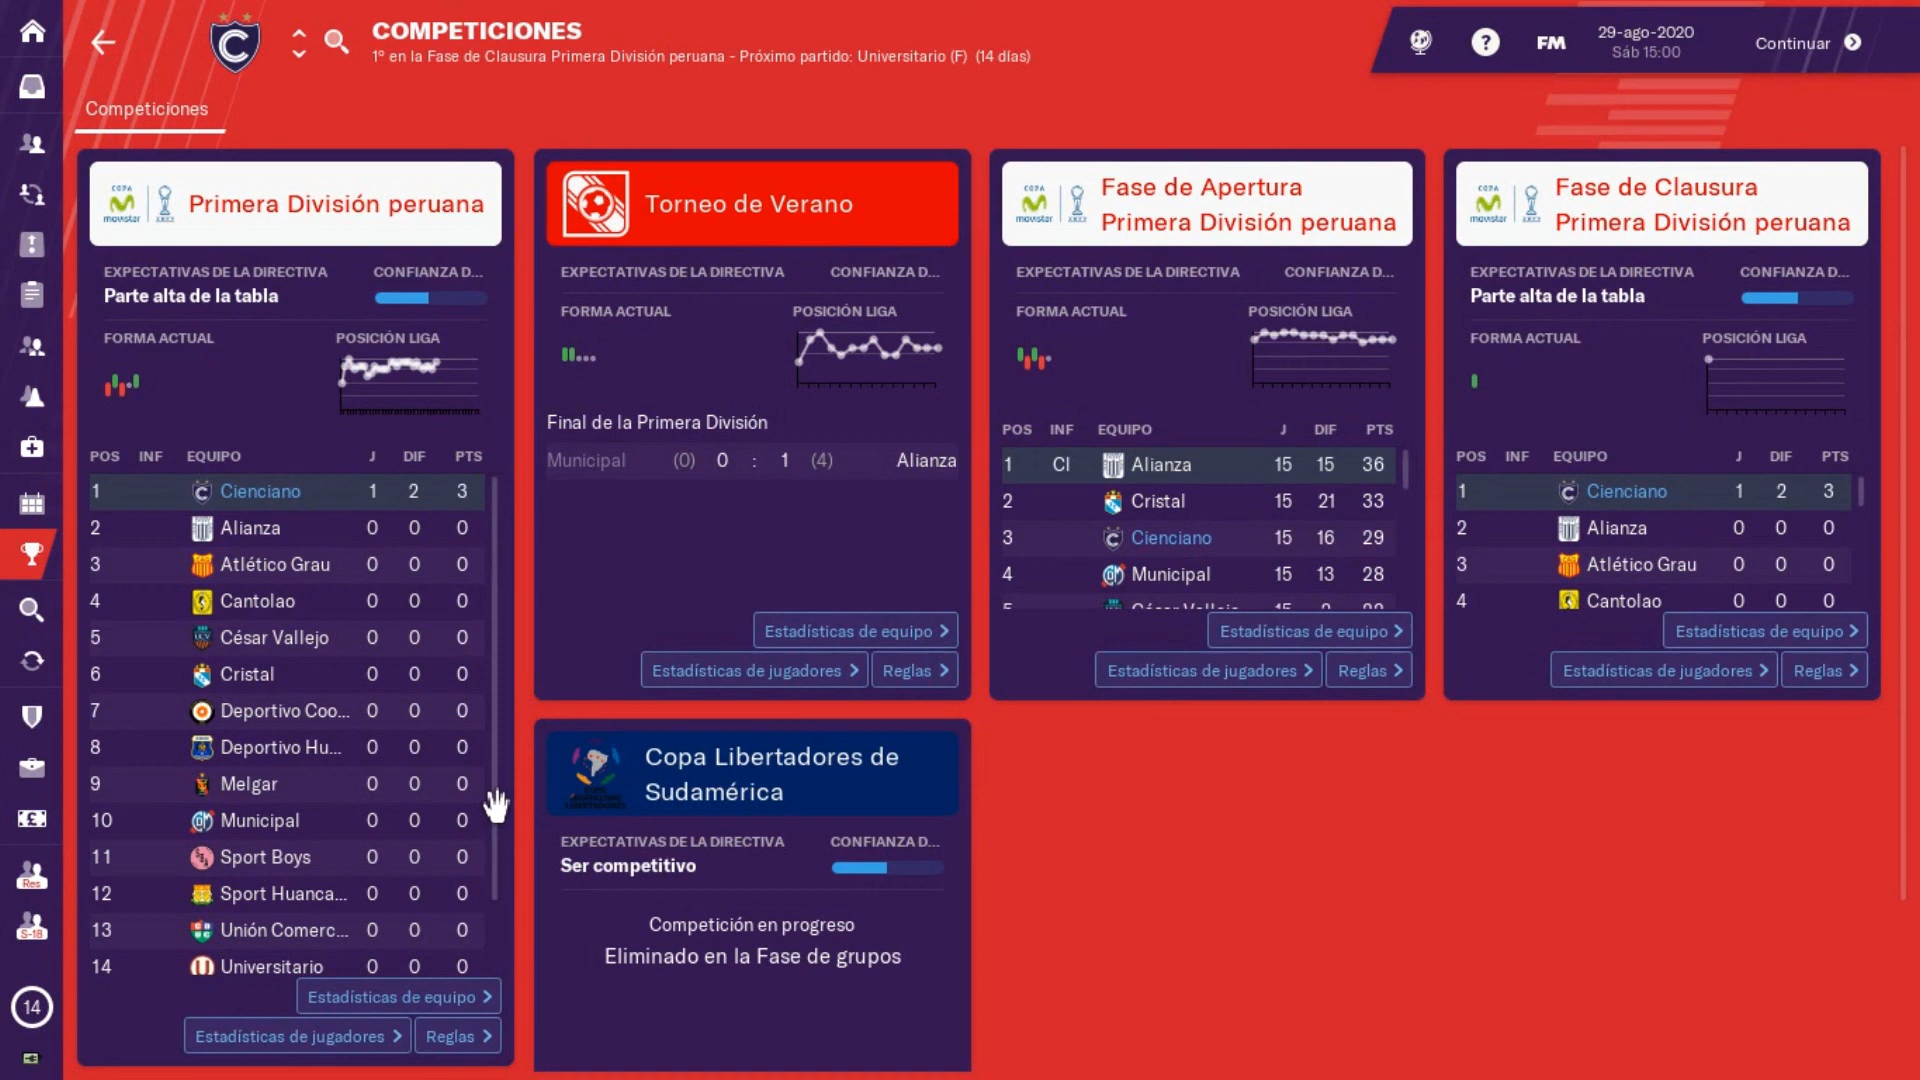 COMPETICIONES
1º en la Fase de Clausura Primera División peruana - Próximo partido: Universitario (F) (14 días)
FM
29-ago-2020
Sáb 15:00
Continuar
Competiciones
COPA movistar
Primera División peruana
EXPECTATIVAS DE LA DIRECTIVA CONFIANZA D...
Parte alta de la tabla
FORMA ACTUAL POSICIÓN LIGA
POS INF EQUIPO J DIF PTS
1 Cienciano 1 2 3
2 Alianza 0 0 0
3 Atlético Grau 0 0 0
4 Cantolao 0 0 0
5 César Vallejo 0 0 0
6 Cristal 0 0 0
7 Deportivo Coo... 0 0 0
8 Deportivo Hu... 0 0 0
9 Melgar 0 0 0
10 Municipal 0 0 0
11 Sport Boys 0 0 0
12 Sport Huanca... 0 0 0
13 Unión Comerc... 0 0 0
14 Universitario 0 0 0
Estadísticas de equipo
Estadísticas de jugadores Reglas
Torneo de Verano
EXPECTATIVAS DE LA DIRECTIVA CONFIANZA D...
FORMA ACTUAL POSICIÓN LIGA
Final de la Primera División
Municipal (0) 0 : 1 (4) Alianza
Estadísticas de equipo
Estadísticas de jugadores Reglas
COPA movistar
Fase de Apertura
Primera División peruana
EXPECTATIVAS DE LA DIRECTIVA CONFIANZA D...
FORMA ACTUAL POSICIÓN LIGA
POS INF EQUIPO J DIF PTS
1 Cl Alianza 15 15 36
2 Cristal 15 21 33
3 Cienciano 15 16 29
4 Municipal 15 13 28
Estadísticas de equipo
Estadísticas de jugadores Reglas
COPA movistar
Fase de Clausura
Primera División peruana
EXPECTATIVAS DE LA DIRECTIVA CONFIANZA D...
Parte alta de la tabla
FORMA ACTUAL POSICIÓN LIGA
POS INF EQUIPO J DIF PTS
1 Cienciano 1 2 3
2 Alianza 0 0 0
3 Atlético Grau 0 0 0
4 Cantolao 0 0 0
Estadísticas de equipo
Estadísticas de jugadores Reglas
Copa Libertadores de
Sudamérica
EXPECTATIVAS DE LA DIRECTIVA CONFIANZA D...
Ser competitivo
Competición en progreso
Eliminado en la Fase de grupos
Res
S-18
14